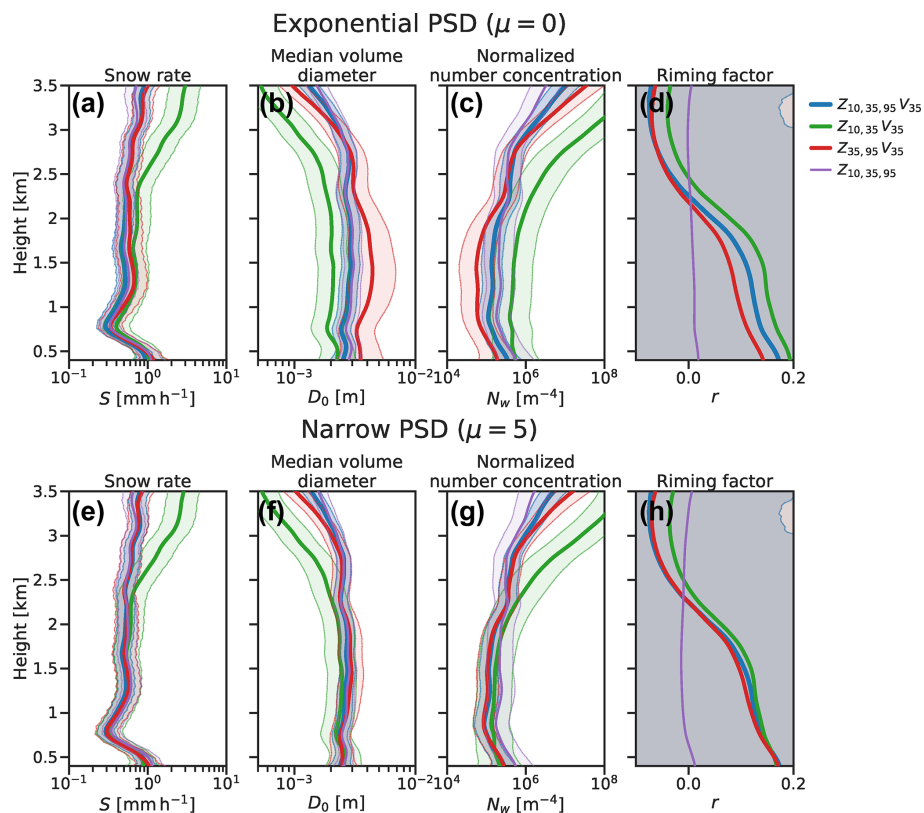 Exponential PSD (μ = 0)
Snow rate
Median volume
diameter
Normalized
number concentration
Riming factor
(a)
(b)
(c)
(d)
Height [km]
3.5
3
2.5
2
1.5
1
0.5
10⁻¹ 10⁰ 10¹
S [mm h⁻¹]
10⁻³ 10⁻²
D₀ [m]
10⁴ 10⁶ 10⁸
N_w [m⁻⁴]
0.0 0.2
r
Z₁₀,₃₅,₉₅V₃₅
Z₁₀,₃₅V₃₅
Z₃₅,₉₅V₃₅
Z₁₀,₃₅,₉₅
Narrow PSD (μ = 5)
Snow rate
Median volume
diameter
Normalized
number concentration
Riming factor
(e)
(f)
(g)
(h)
Height [km]
3.5
3
2.5
2
1.5
1
0.5
10⁻¹ 10⁰ 10¹
S [mm h⁻¹]
10⁻³ 10⁻²
D₀ [m]
10⁴ 10⁶ 10⁸
N_w [m⁻⁴]
0.0 0.2
r